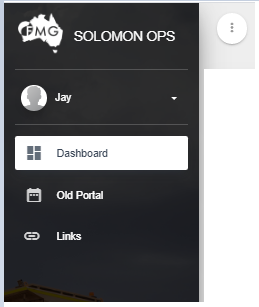 FMG
SOLOMON OPS
Jay
Dashboard
Old Portal
Links